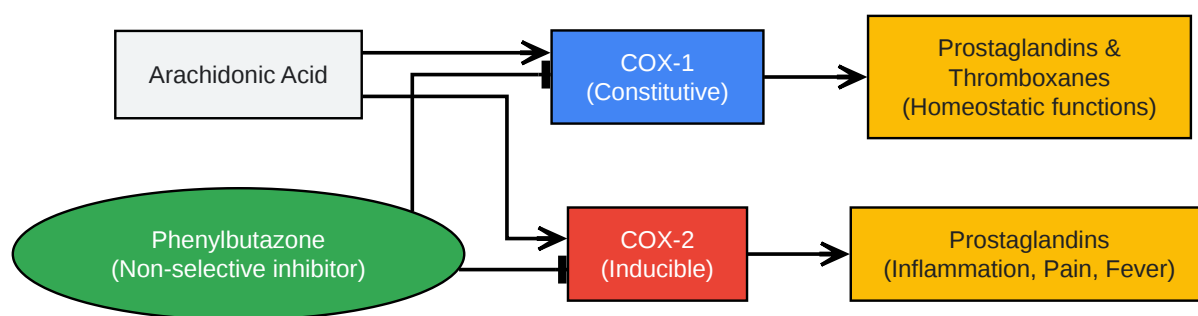 Arachidonic Acid
COX-1
(Constitutive)
Prostaglandins &
Thromboxanes
(Homeostatic functions)
Phenylbutazone
(Non-selective inhibitor)
COX-2
(Inducible)
Prostaglandins
(Inflammation, Pain, Fever)